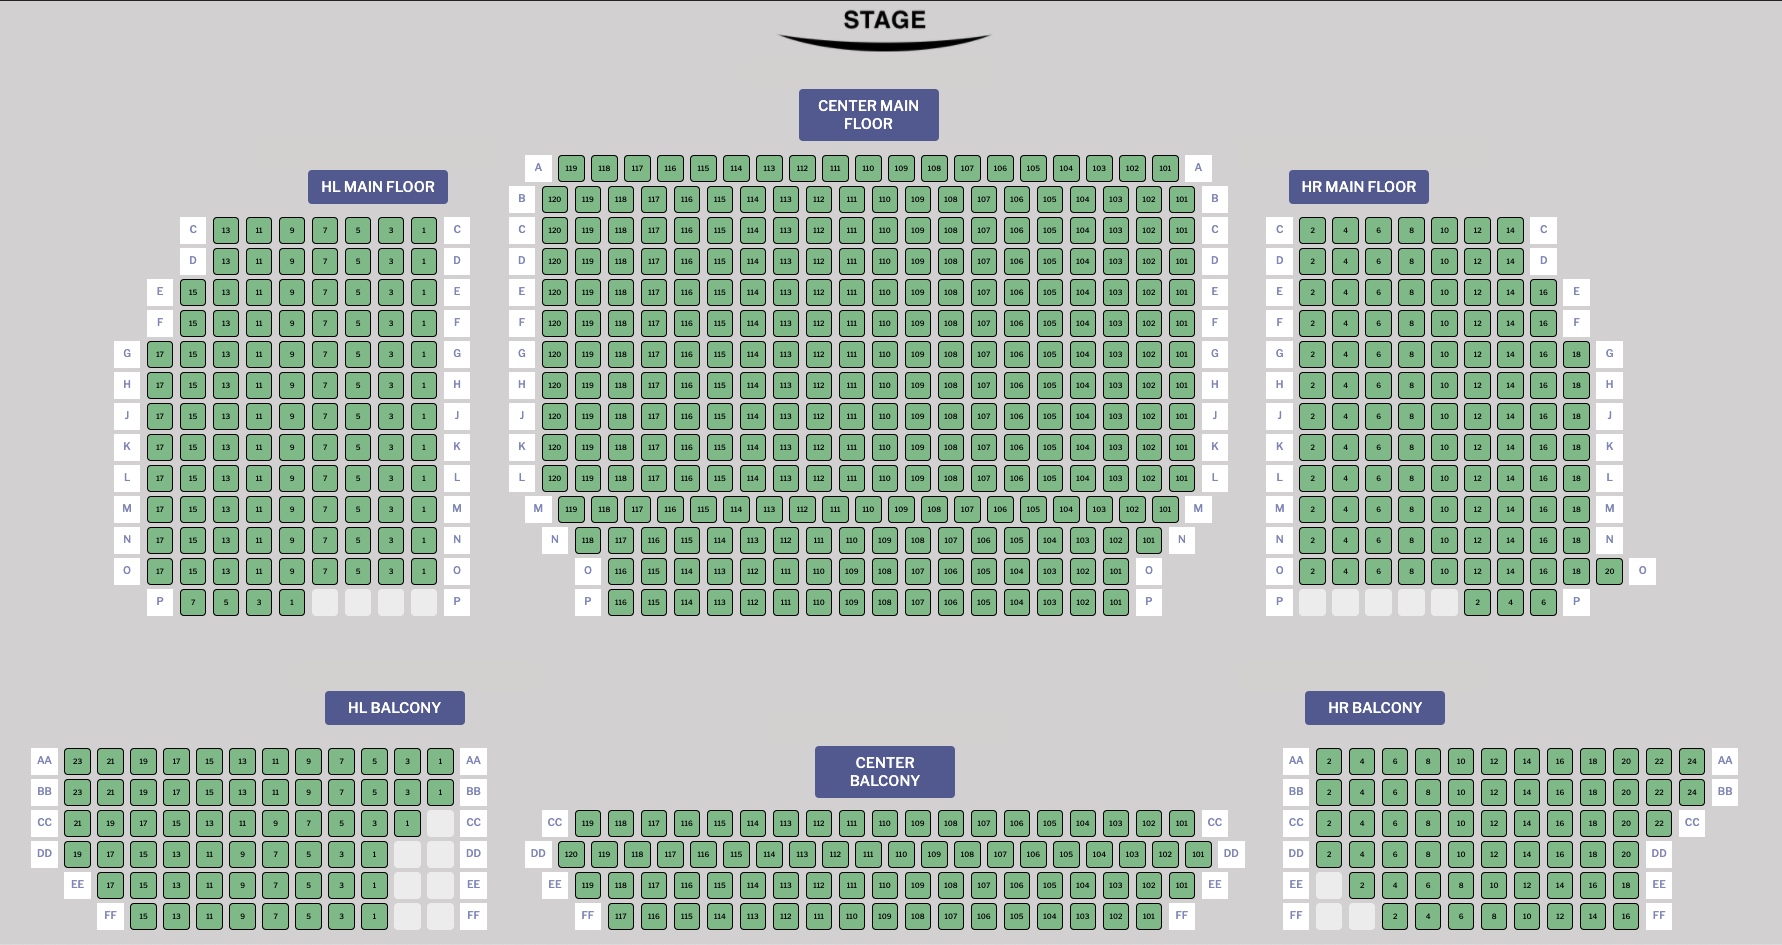 STAGE
CENTER MAIN
FLOOR
HL MAIN FLOOR
C 13 11 9 7 5 3 1 C
D 13 11 9 7 5 3 1 D
E 15 13 11 9 7 5 3 1 E
F 15 13 11 9 7 5 3 1 F
G 17 15 13 11 9 7 5 3 1 G
H 17 15 13 11 9 7 5 3 1 H
J 17 15 13 11 9 7 5 3 1 J
K 17 15 13 11 9 7 5 3 1 K
L 17 15 13 11 9 7 5 3 1 L
M 17 15 13 11 9 7 5 3 1 M
N 17 15 13 11 9 7 5 3 1 N
O 17 15 13 11 9 7 5 3 1 O
P 7 5 3 1 P
A 119 118 117 116 115 114 113 112 111 110 109 108 107 106 105 104 103 102 101 A
B 120 119 118 117 116 115 114 113 112 111 110 109 108 107 106 105 104 103 102 101 B
C 120 119 118 117 116 115 114 113 112 111 110 109 108 107 106 105 104 103 102 101 C
D 120 119 118 117 116 115 114 113 112 111 110 109 108 107 106 105 104 103 102 101 D
E 120 119 118 117 116 115 114 113 112 111 110 109 108 107 106 105 104 103 102 101 E
F 120 119 118 117 116 115 114 113 112 111 110 109 108 107 106 105 104 103 102 101 F
G 120 119 118 117 116 115 114 113 112 111 110 109 108 107 106 105 104 103 102 101 G
H 120 119 118 117 116 115 114 113 112 111 110 109 108 107 106 105 104 103 102 101 H
J 120 119 118 117 116 115 114 113 112 111 110 109 108 107 106 105 104 103 102 101 J
K 120 119 118 117 116 115 114 113 112 111 110 109 108 107 106 105 104 103 102 101 K
L 120 119 118 117 116 115 114 113 112 111 110 109 108 107 106 105 104 103 102 101 L
M 119 118 117 116 115 114 113 112 111 110 109 108 107 106 105 104 103 102 101 M
N 118 117 116 115 114 113 112 111 110 109 108 107 106 105 104 103 102 101 N
O 116 115 114 113 112 111 110 109 108 107 106 105 104 103 102 101 O
P 116 115 114 113 112 111 110 109 108 107 106 105 104 103 102 101 P
HR MAIN FLOOR
C 2 4 6 8 10 12 14 C
D 2 4 6 8 10 12 14 D
E 2 4 6 8 10 12 14 16 E
F 2 4 6 8 10 12 14 16 F
G 2 4 6 8 10 12 14 16 18 G
H 2 4 6 8 10 12 14 16 18 H
J 2 4 6 8 10 12 14 16 18 J
K 2 4 6 8 10 12 14 16 18 K
L 2 4 6 8 10 12 14 16 18 L
M 2 4 6 8 10 12 14 16 18 M
N 2 4 6 8 10 12 14 16 18 N
O 2 4 6 8 10 12 14 16 18 20 O
P 2 4 6 P
HL BALCONY
AA 23 21 19 17 15 13 11 9 7 5 3 1 AA
BB 23 21 19 17 15 13 11 9 7 5 3 1 BB
CC 21 19 17 15 13 11 9 7 5 3 1 CC
DD 19 17 15 13 11 9 7 5 3 1 DD
EE 17 15 13 11 9 7 5 3 1 EE
FF 15 13 11 9 7 5 3 1 FF
CENTER
BALCONY
CC 119 118 117 116 115 114 113 112 111 110 109 108 107 106 105 104 103 102 101 CC
DD 120 119 118 117 116 115 114 113 112 111 110 109 108 107 106 105 104 103 102 101 DD
EE 119 118 117 116 115 114 113 112 111 110 109 108 107 106 105 104 103 102 101 EE
FF 117 116 115 114 113 112 111 110 109 108 107 106 105 104 103 102 101 FF
HR BALCONY
AA 2 4 6 8 10 12 14 16 18 20 22 24 AA
BB 2 4 6 8 10 12 14 16 18 20 22 24 BB
CC 2 4 6 8 10 12 14 16 18 20 22 CC
DD 2 4 6 8 10 12 14 16 18 20 DD
EE 2 4 6 8 10 12 14 16 18 EE
FF 2 4 6 8 10 12 14 16 FF